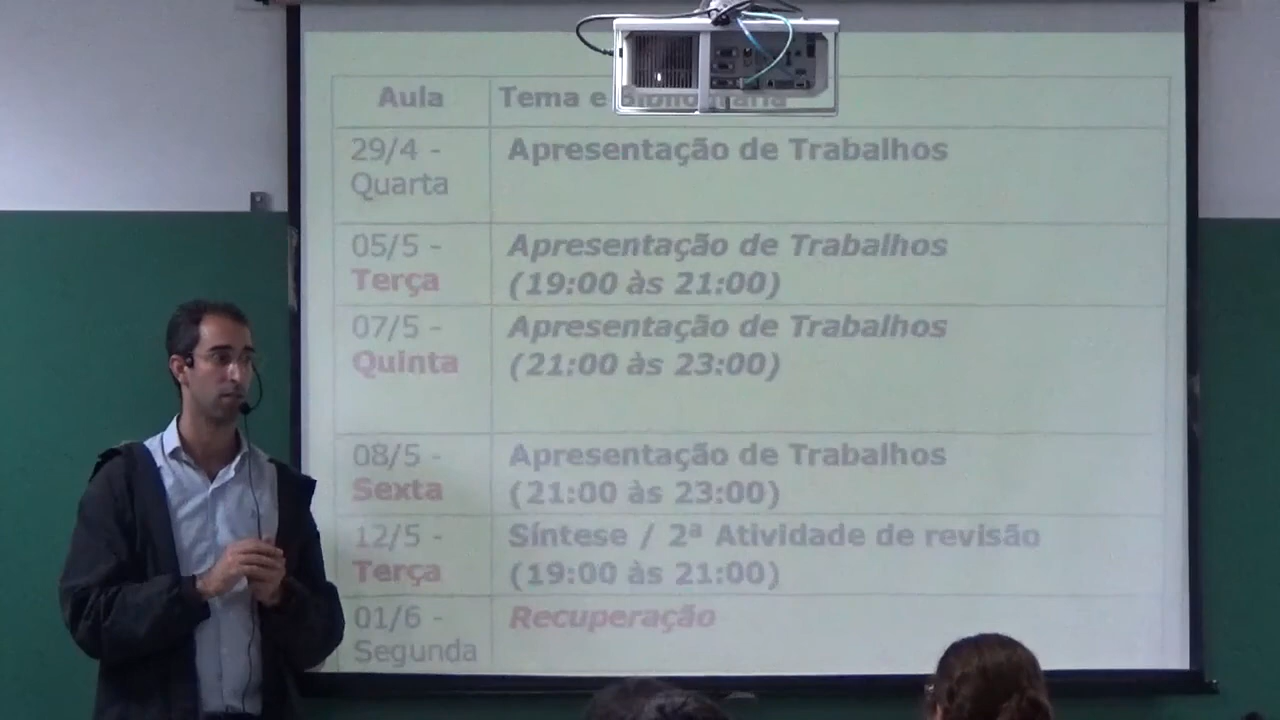 Aula
Tema e Bibliografia
29/4 -
Quarta
Apresentação de Trabalhos
05/5 -
Terça
Apresentação de Trabalhos
(19:00 às 21:00)
07/5 -
Quinta
Apresentação de Trabalhos
(21:00 às 23:00)
08/5 -
Sexta
Apresentação de Trabalhos
(21:00 às 23:00)
12/5 -
Terça
Síntese / 2ª Atividade de revisão
(19:00 às 21:00)
01/6 -
Segunda
Recuperação